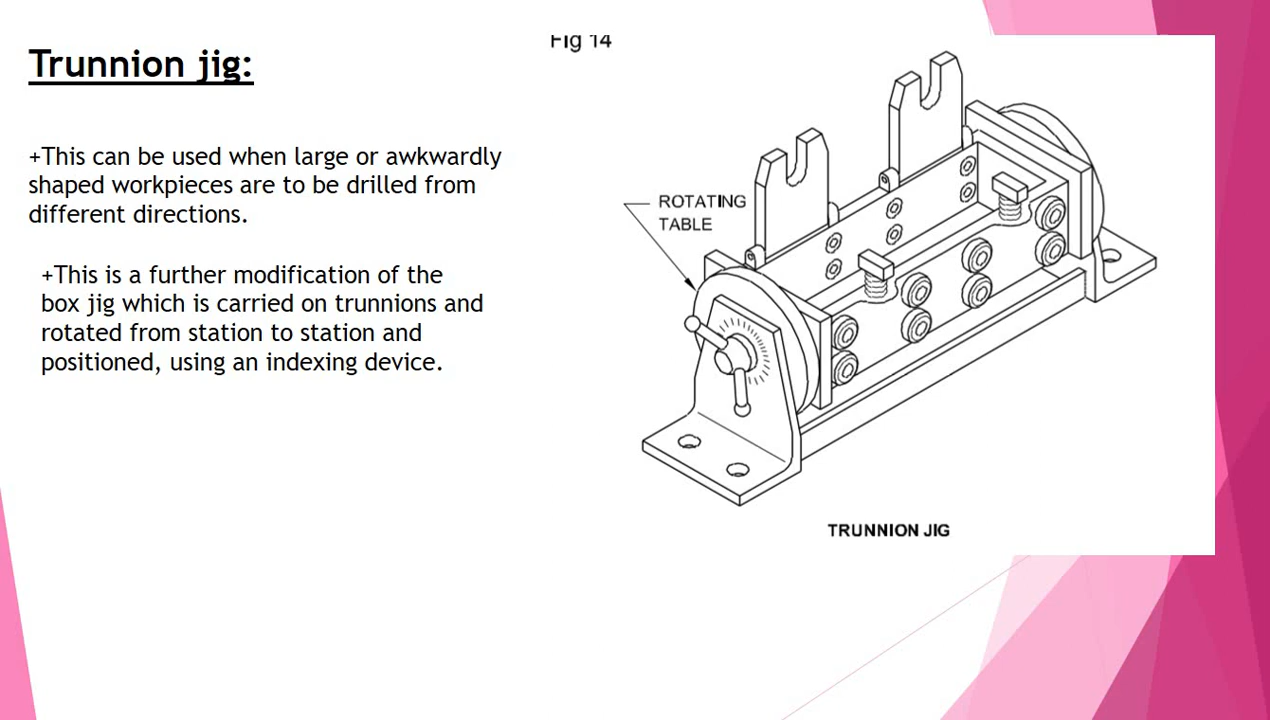 Trunnion jig:
+This can be used when large or awkwardly
shaped workpieces are to be drilled from
different directions.
+This is a further modification of the
box jig which is carried on trunnions and
rotated from station to station and
positioned, using an indexing device.
Fig 14
ROTATING
TABLE
TRUNNION JIG